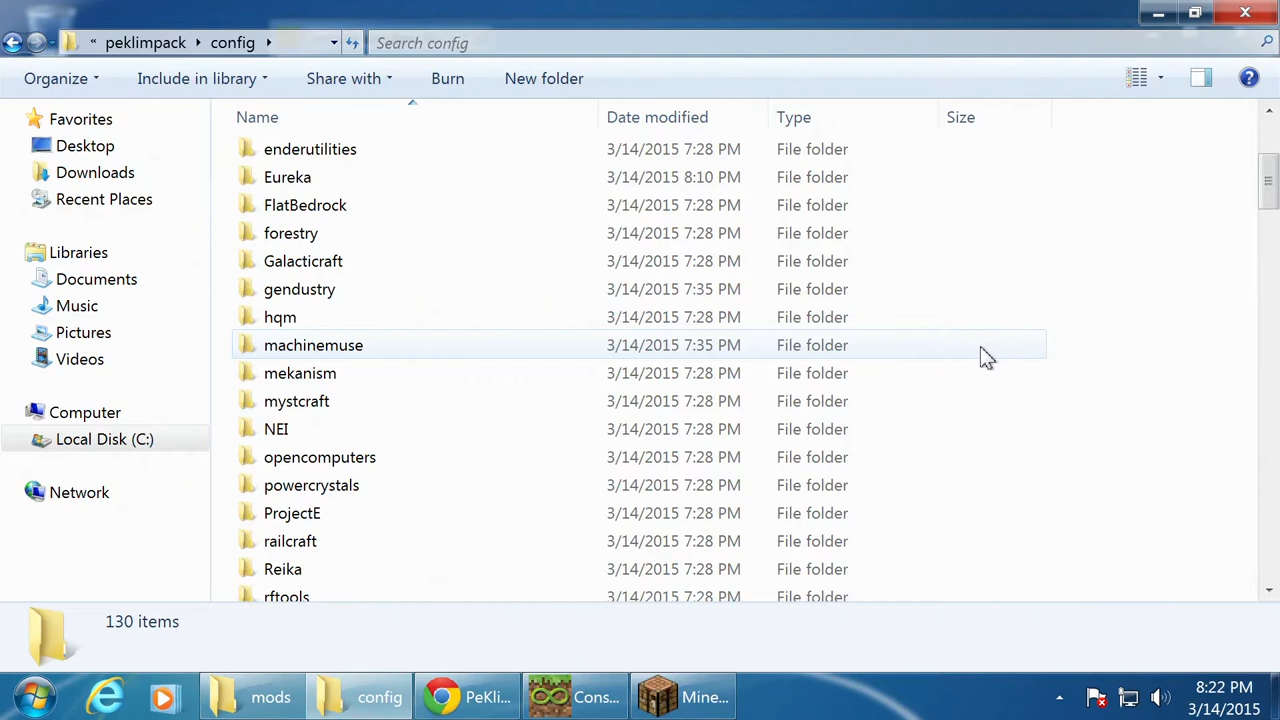 « peklimpack config Search config
Organize Include in library Share with Burn New folder
Favorites
Desktop
Downloads
Recent Places
Libraries
Documents
Music
Pictures
Videos
Computer
Local Disk (C:)
Network
Name Date modified Type Size
enderutilities 3/14/2015 7:28 PM File folder
Eureka 3/14/2015 8:10 PM File folder
FlatBedrock 3/14/2015 7:28 PM File folder
forestry 3/14/2015 7:28 PM File folder
Galacticraft 3/14/2015 7:28 PM File folder
gendustry 3/14/2015 7:35 PM File folder
hqm 3/14/2015 7:28 PM File folder
machinemuse 3/14/2015 7:35 PM File folder
mekanism 3/14/2015 7:28 PM File folder
mystcraft 3/14/2015 7:28 PM File folder
NEI 3/14/2015 7:28 PM File folder
opencomputers 3/14/2015 7:28 PM File folder
powercrystals 3/14/2015 7:28 PM File folder
ProjectE 3/14/2015 7:28 PM File folder
railcraft 3/14/2015 7:28 PM File folder
Reika 3/14/2015 7:28 PM File folder
rftools 3/14/2015 7:28 PM File folder
130 items
mods config PeKli... Cons... Mine... 8:22 PM
3/14/2015